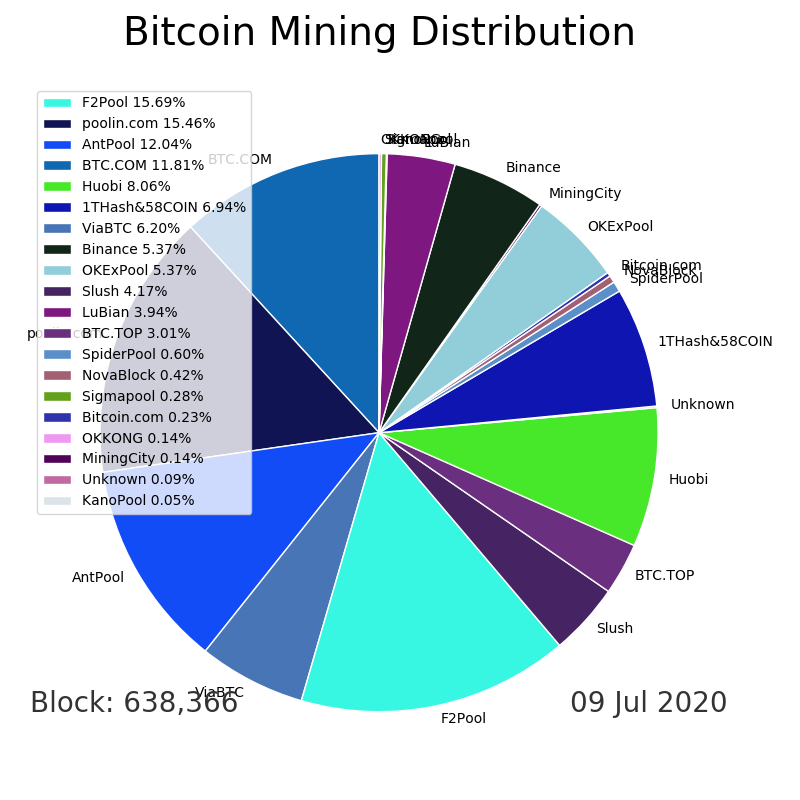 Bitcoin Mining Distribution
F2Pool 15.69%
poolin.com 15.46%
AntPool 12.04%
BTC.COM 11.81%
Huobi 8.06%
1THash&58COIN 6.94%
ViaBTC 6.20%
Binance 5.37%
OKExPool 5.37%
Slush 4.17%
LuBian 3.94%
BTC.TOP 3.01%
SpiderPool 0.60%
NovaBlock 0.42%
Sigmapool 0.28%
Bitcoin.com 0.23%
OKKONG 0.14%
MiningCity 0.14%
Unknown 0.09%
KanoPool 0.05%
LuBian
Binance
MiningCity
OKExPool
Bitcoin.com
NovaBlock
SpiderPool
1THash&58COIN
Unknown
Huobi
BTC.TOP
Slush
F2Pool
ViaBTC
AntPool
BTC.COM
Block: 638,366
09 Jul 2020